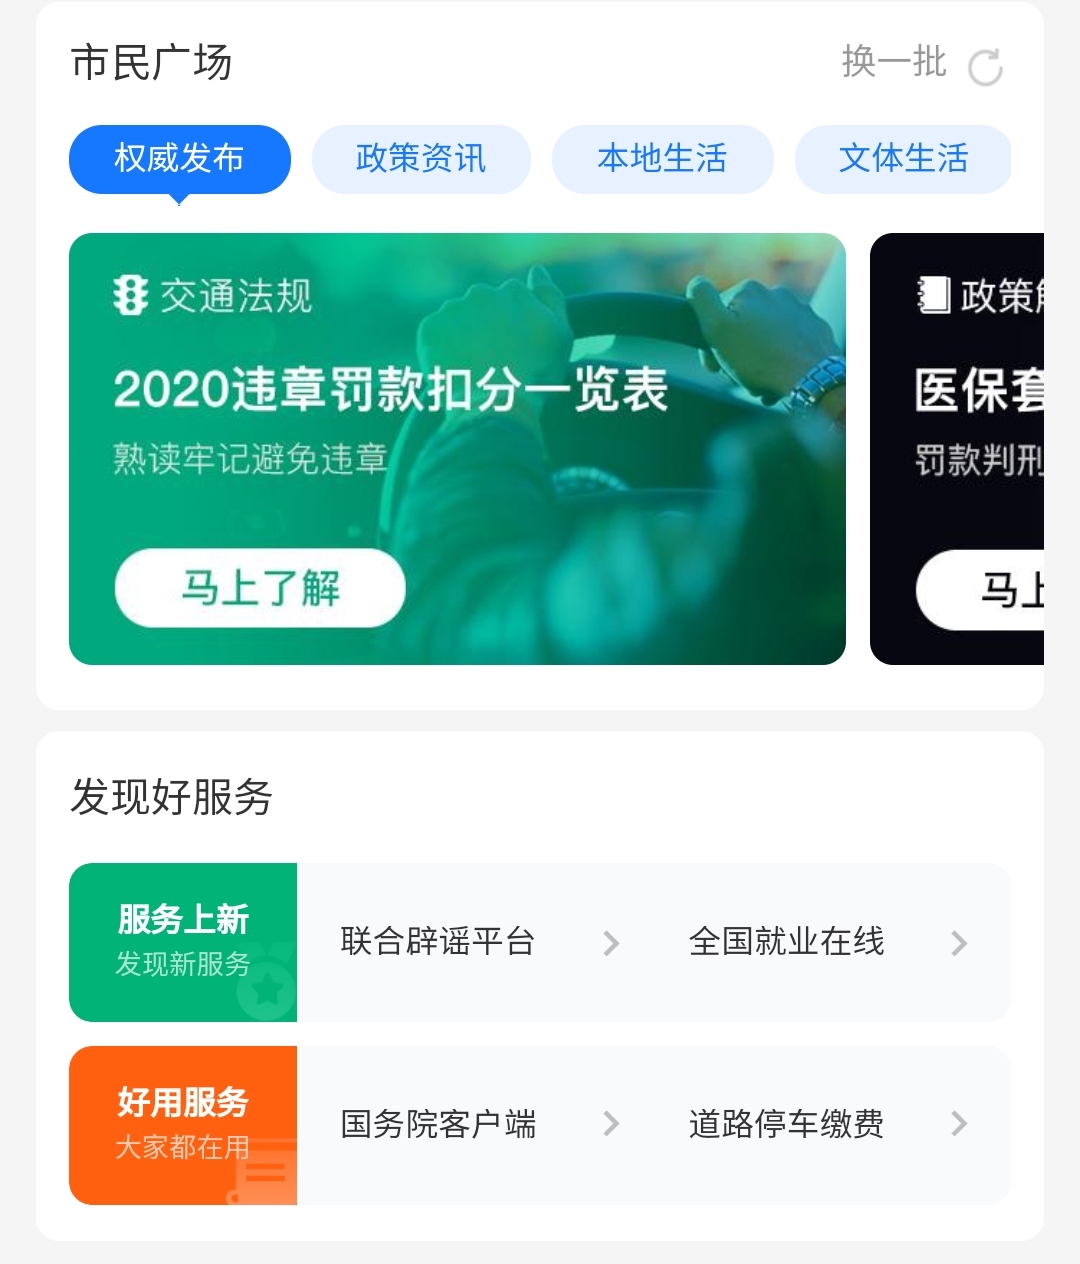 市民广场
换一批
权威发布
政策资讯
本地生活
文体生活
交通法规
2020违章罚款扣分一览表
熟读牢记避免违章
马上了解
政策
医保套
罚款判刑
马上
发现好服务
服务上新
发现新服务
联合辟谣平台
全国就业在线
好用服务
大家都在用
国务院客户端
道路停车缴费